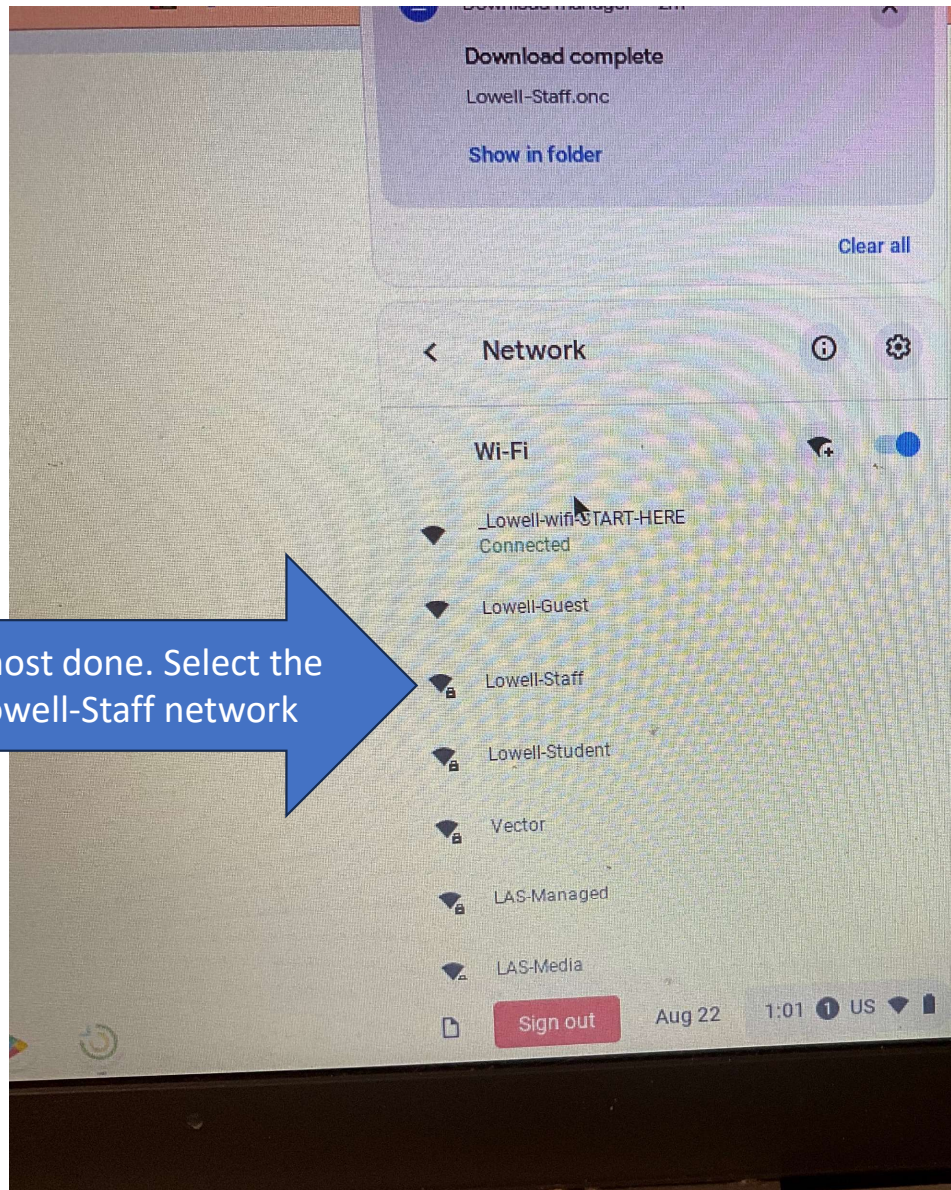 Download complete
Lowell-Staff.onc
Show in folder
Clear all
Network
Wi-Fi
_Lowell-wifi-START-HERE
Connected
Lowell-Guest
most done. Select the
Lowell-Staff network
Lowell-Staff
Lowell-Student
Vector
LAS-Managed
LAS-Media
Sign out
Aug 22
1:01
1
US